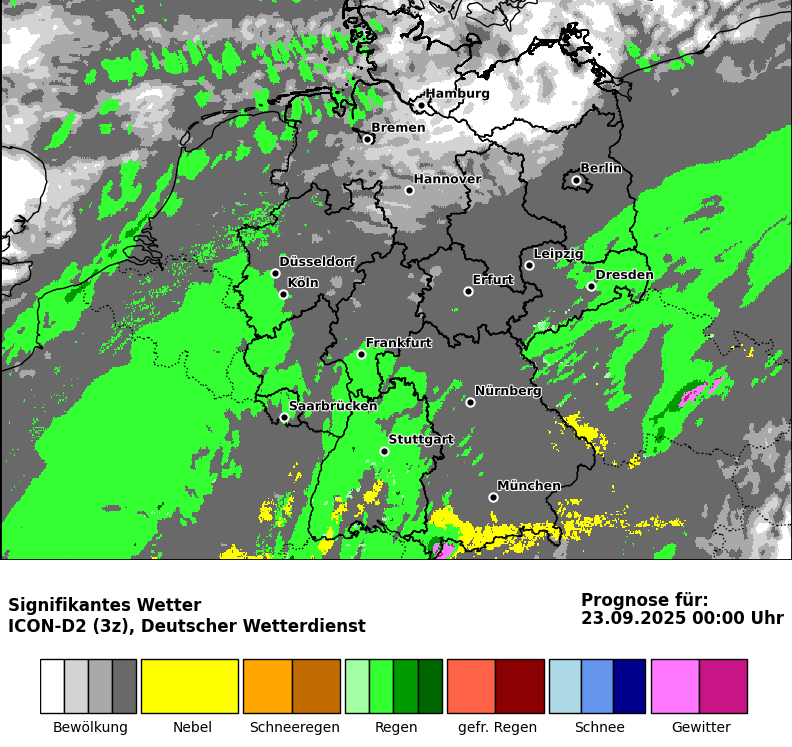 Hamburg
Bremen
Berlin
Hannover
Leipzig
Düsseldorf
Dresden
Erfurt
Köln
Frankfurt
Nürnberg
Saarbrücken
Stuttgart
München
Signifikantes Wetter
ICON-D2 (3z), Deutscher Wetterdienst
Prognose für:
23.09.2025 00:00 Uhr
Bewölkung Nebel Schneeregen Regen gefr. Regen Schnee Gewitter